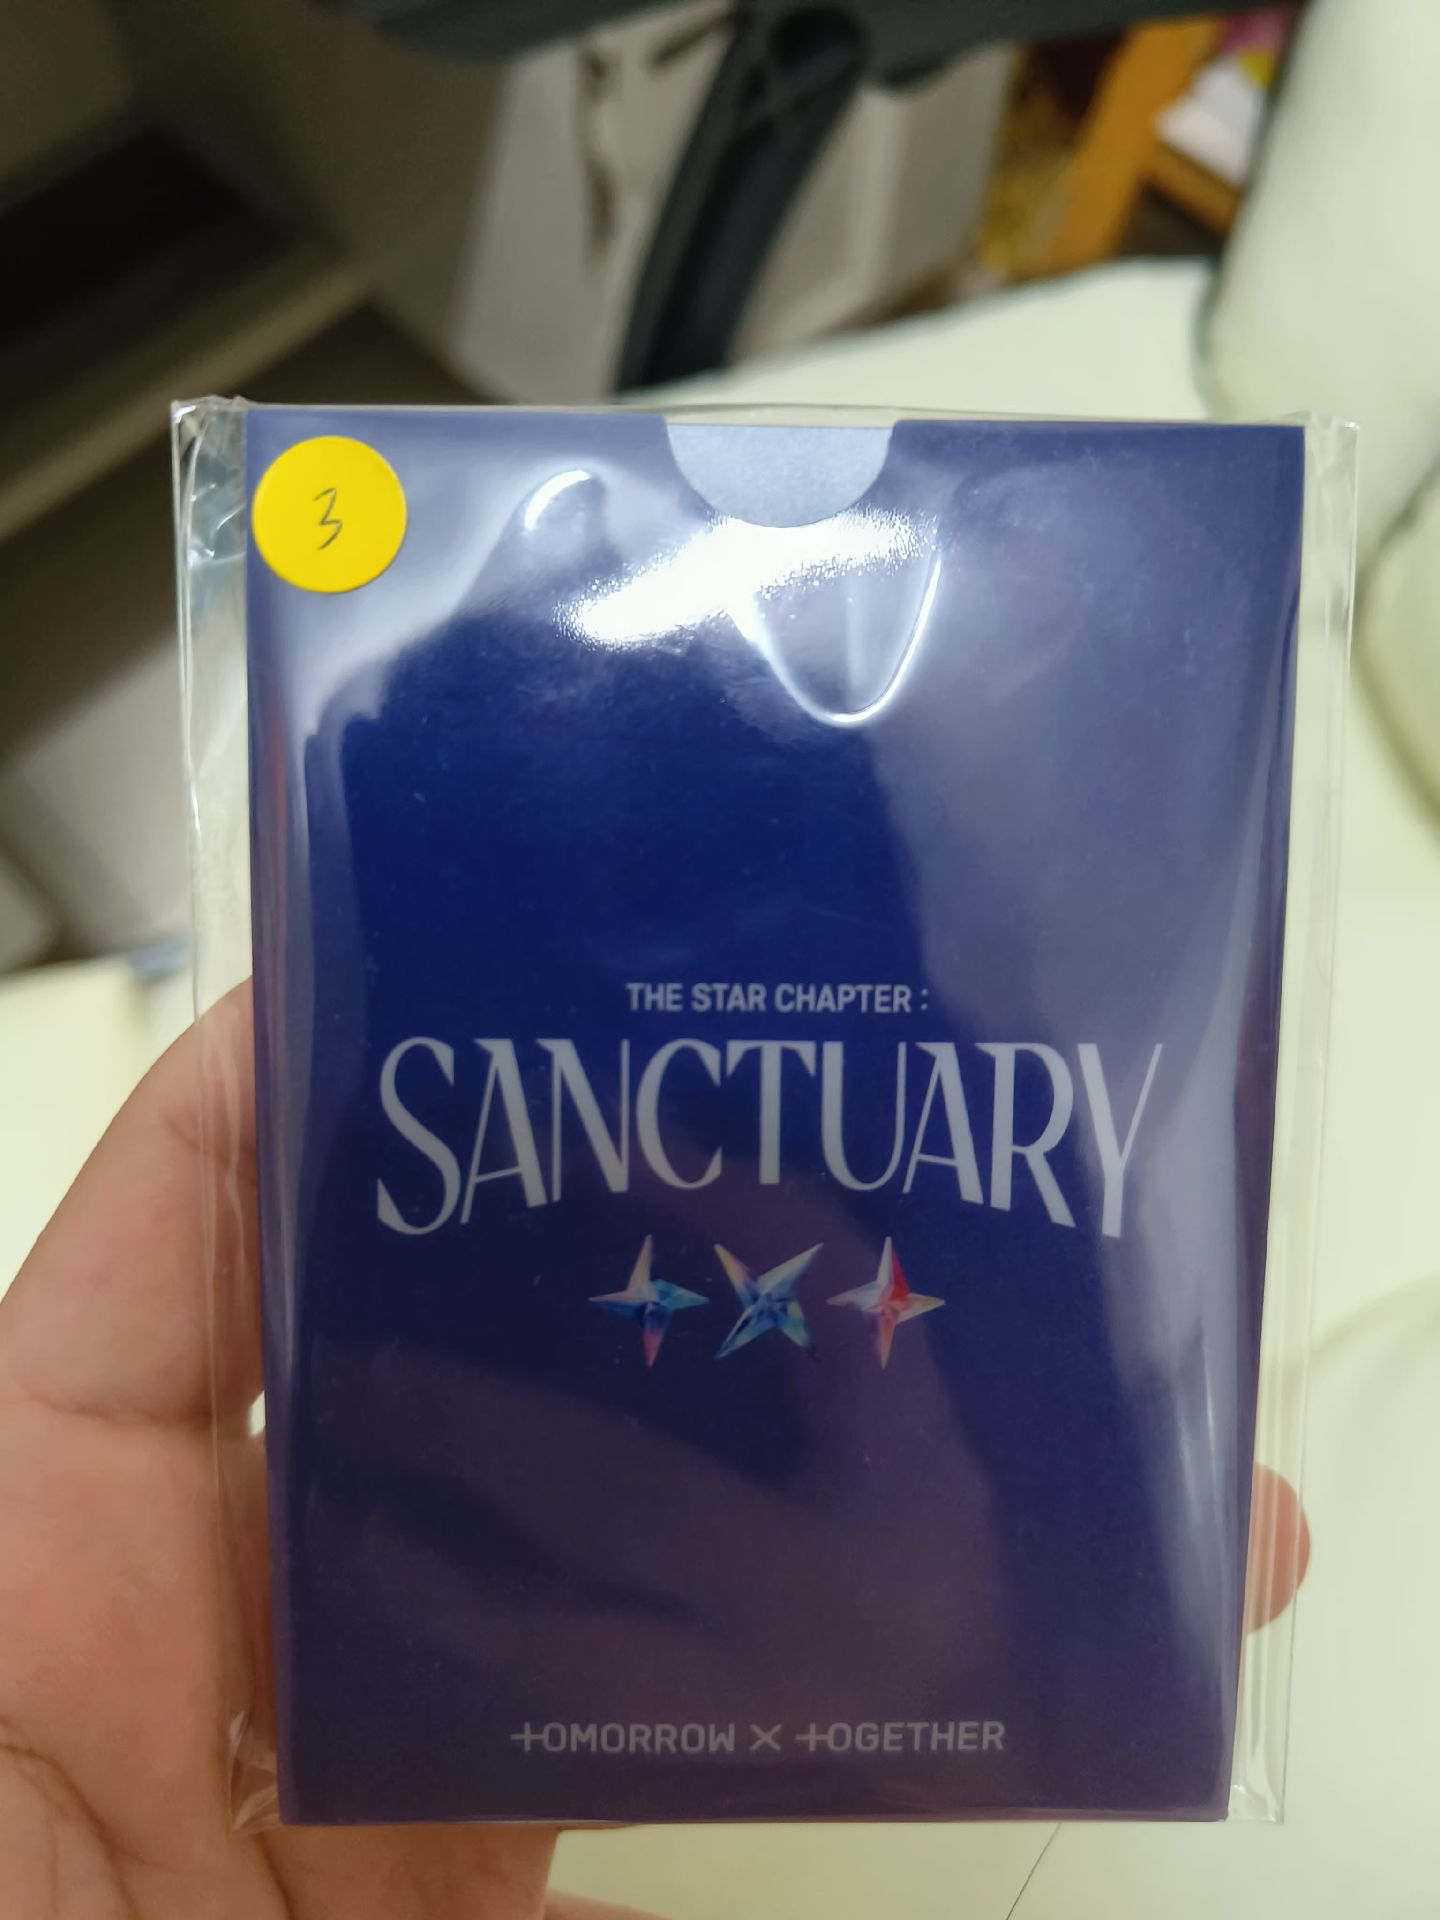 3
THE STAR CHAPTER :
SANCTUARY
TOMORROW X TOGETHER